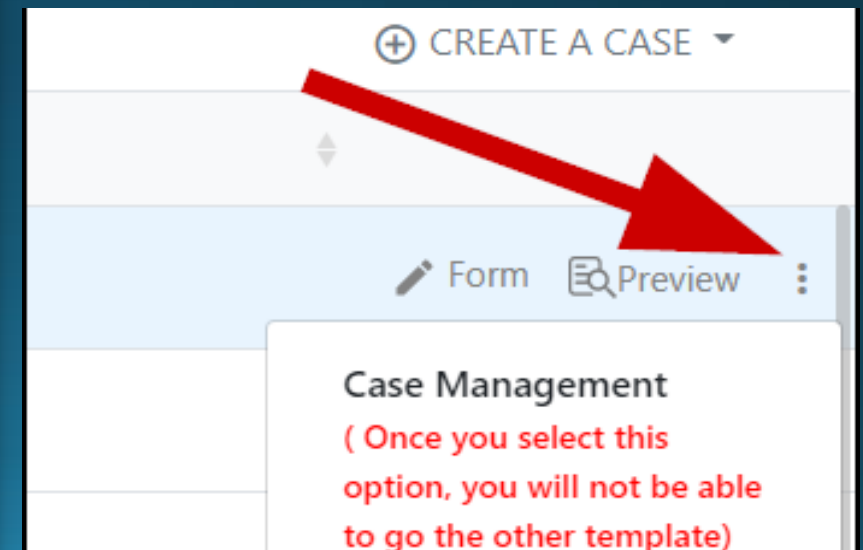 CREATE A CASE
Form Preview
Case Management
( Once you select this
option, you will not be able
to go the other template)